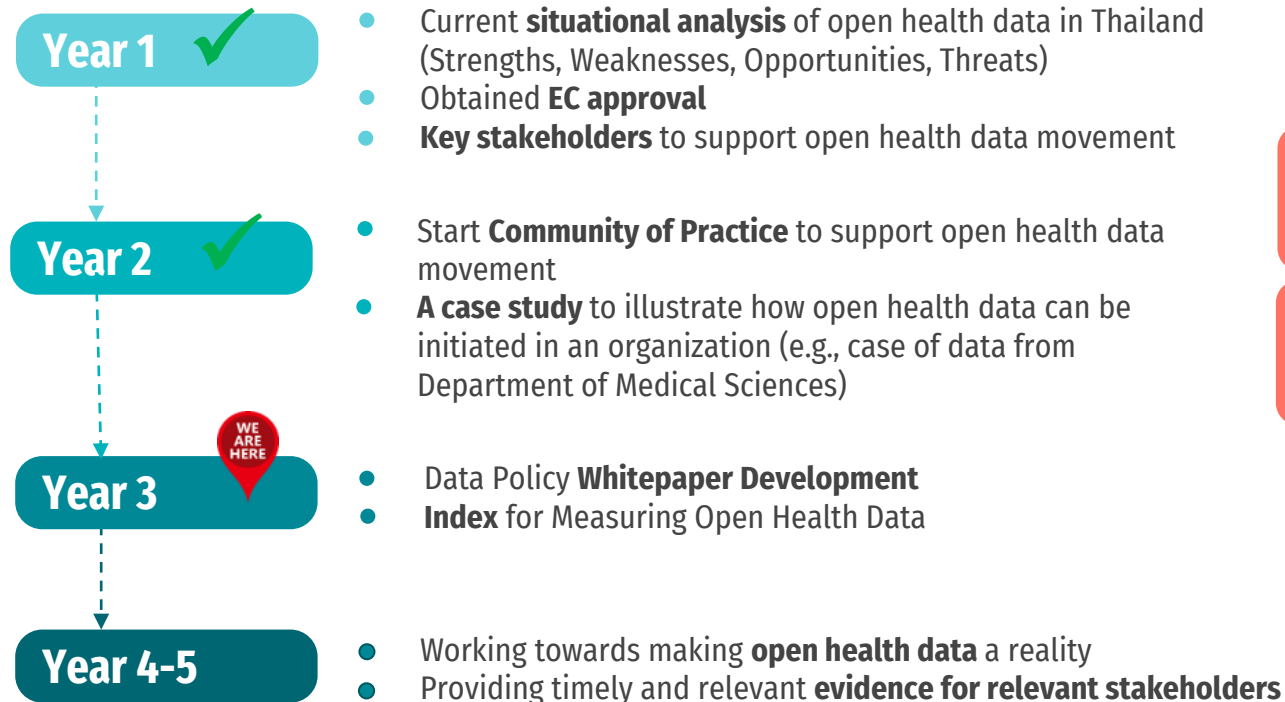 Year 1
Current situational analysis of open health data in Thailand
(Strengths, Weaknesses, Opportunities, Threats)
Obtained EC approval
Key stakeholders to support open health data movement
Year 2
Start Community of Practice to support open health data
movement
A case study to illustrate how open health data can be
initiated in an organization (e.g., case of data from
Department of Medical Sciences)
WE
ARE
HERE
Year 3
Data Policy Whitepaper Development
Index for Measuring Open Health Data
Year 4-5
Working towards making open health data a reality
Providing timely and relevant evidence for relevant stakeholders